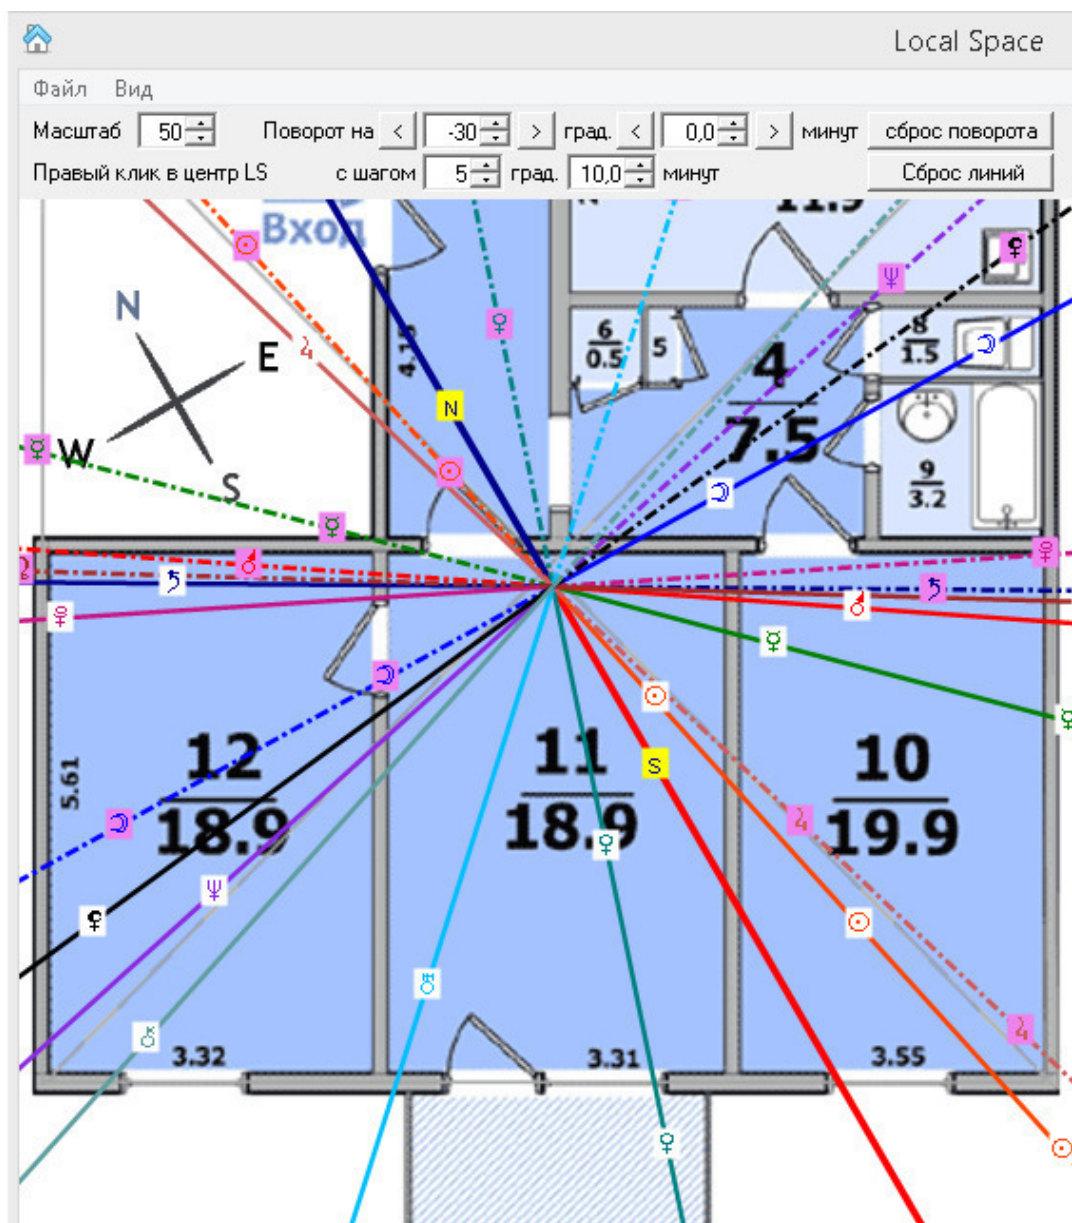 Local Space
Файл Вид
Масштаб 50 Поворот на < -30 > град. < 0,0 > минут сброс поворота
Правый клик в центр LS с шагом 5 град. 10,0 минут Сброс линий
11.9
Вход
N
E
W
S
6
0.5
5
8
1.5
4
7.5
N
9
3.2
12
18.9
5.61
11
18.9
S
10
19.9
3.32
3.31
3.55